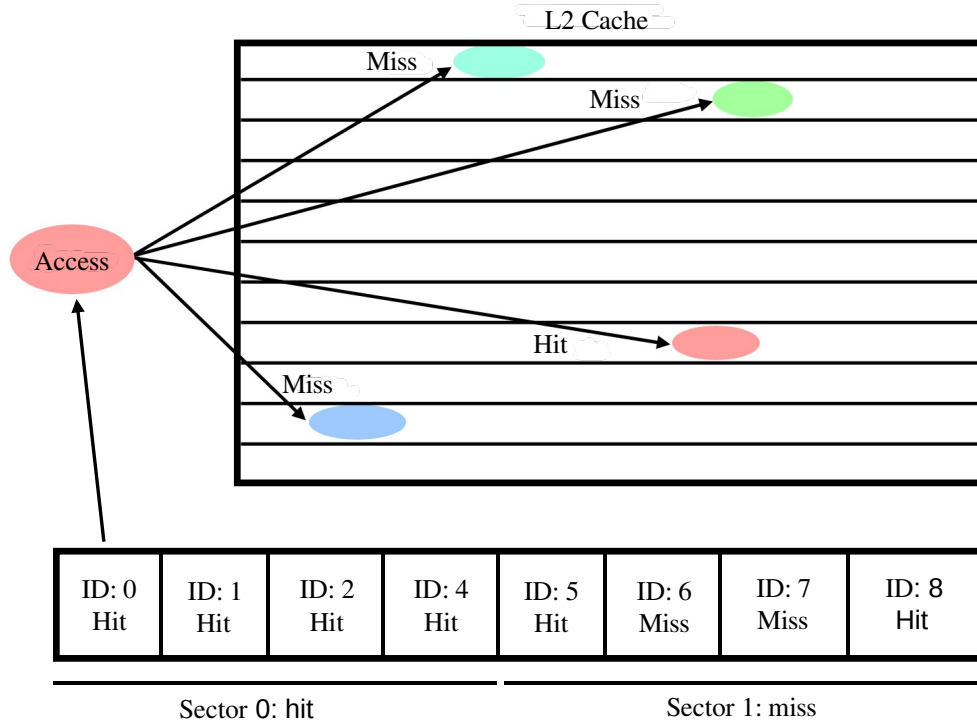 L2 Cache
Miss
Miss
Access
Hit
Miss
ID: 0
Hit
ID: 1
Hit
ID: 2
Hit
ID: 4
Hit
ID: 5
Hit
ID: 6
Miss
ID: 7
Miss
ID: 8
Hit
Sector 0: hit
Sector 1: miss